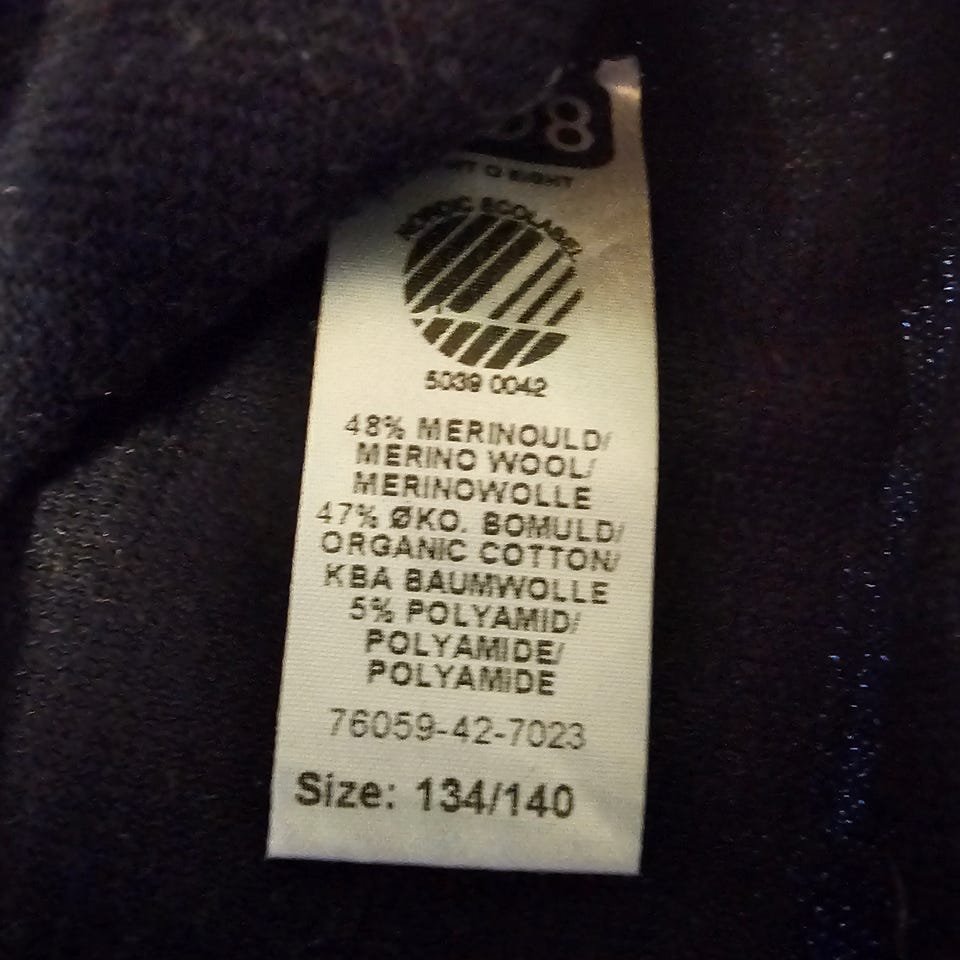 8
NORDIC ECOLABEL
5039 0042
48% MERINOULD/
MERINO WOOL/
MERINOWOLLE
47% ØKO. BOMULD/
ORGANIC COTTON/
KBA BAUMWOLLE
5% POLYAMID/
POLYAMIDE/
POLYAMIDE
76059-42-7023
Size: 134/140